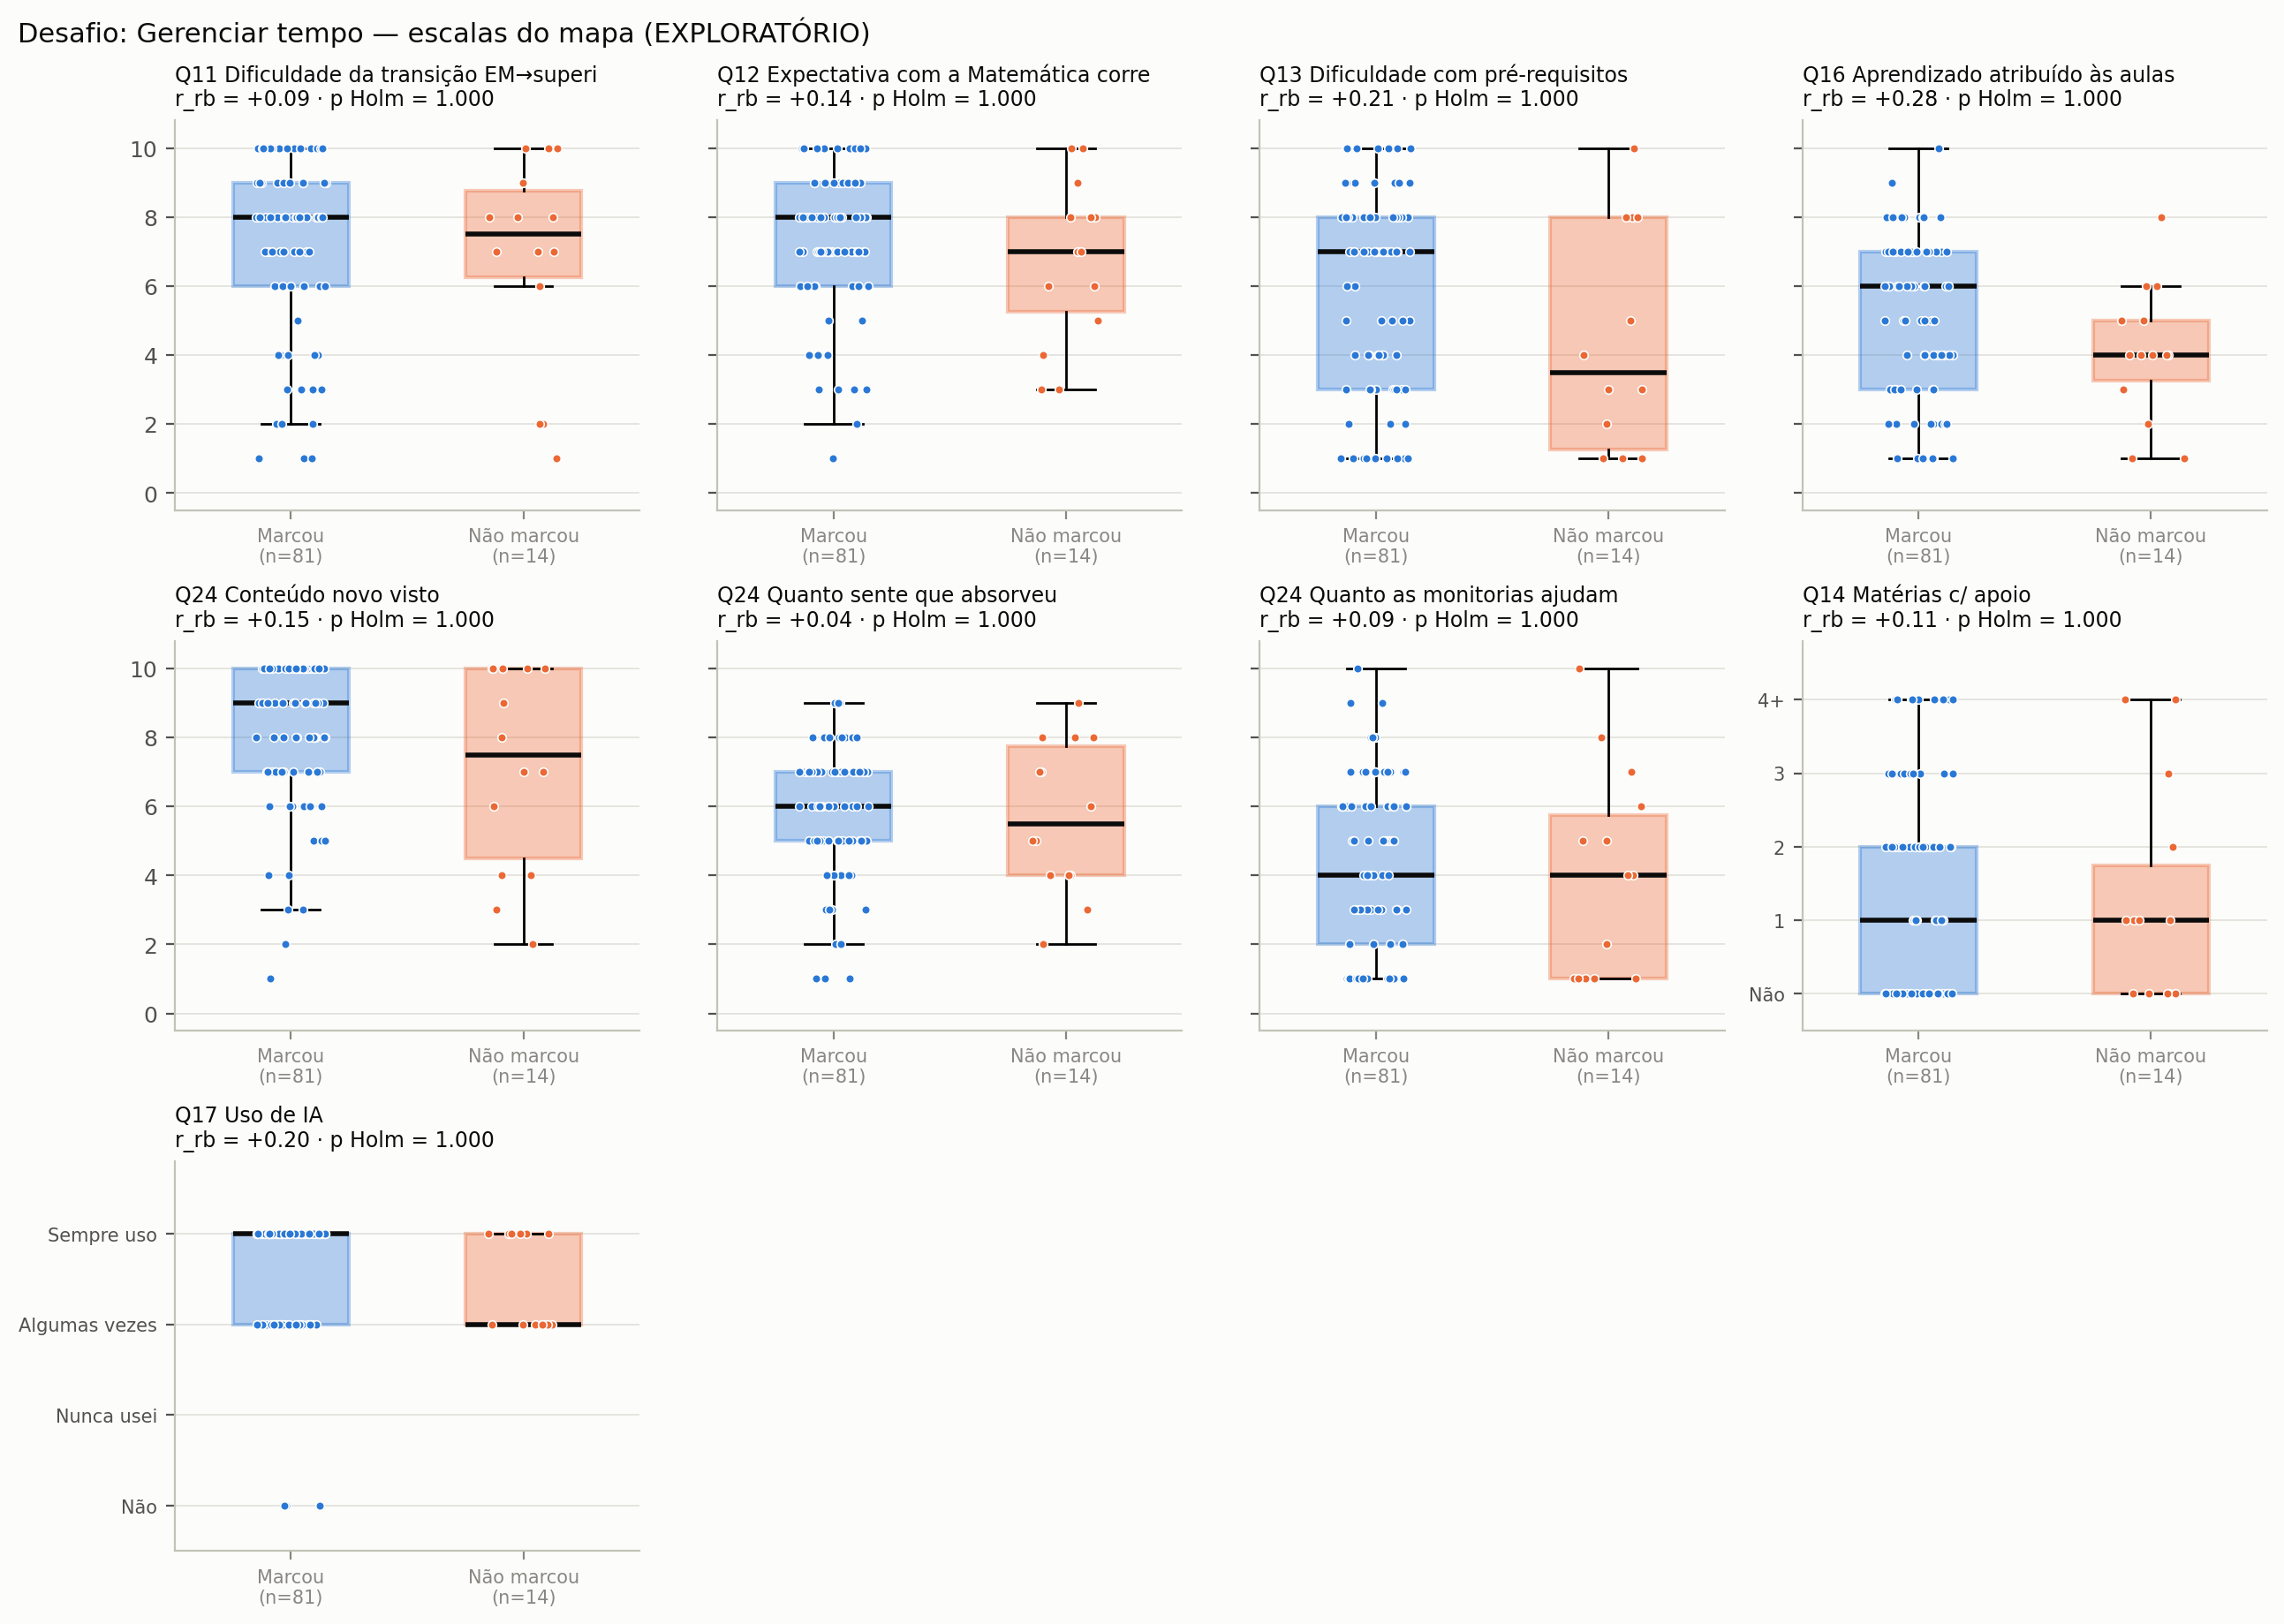 Desafio: Gerenciar tempo — escalas do mapa (EXPLORATÓRIO)
Q11 Dificuldade da transição EM→superi
r_rb = +0.09 · p Holm = 1.000
Q12 Expectativa com a Matemática corre
r_rb = +0.14 · p Holm = 1.000
Q13 Dificuldade com pré-requisitos
r_rb = +0.21 · p Holm = 1.000
Q16 Aprendizado atribuído às aulas
r_rb = +0.28 · p Holm = 1.000
10
8
6
4
2
0
Marcou
(n=81)
Não marcou
(n=14)
Marcou
(n=81)
Não marcou
(n=14)
Marcou
(n=81)
Não marcou
(n=14)
Marcou
(n=81)
Não marcou
(n=14)
Q24 Conteúdo novo visto
r_rb = +0.15 · p Holm = 1.000
Q24 Quanto sente que absorveu
r_rb = +0.04 · p Holm = 1.000
Q24 Quanto as monitorias ajudam
r_rb = +0.09 · p Holm = 1.000
Q14 Matérias c/ apoio
r_rb = +0.11 · p Holm = 1.000
10
8
6
4
2
0
4+
3
2
1
Não
Marcou
(n=81)
Não marcou
(n=14)
Marcou
(n=81)
Não marcou
(n=14)
Marcou
(n=81)
Não marcou
(n=14)
Marcou
(n=81)
Não marcou
(n=14)
Q17 Uso de IA
r_rb = +0.20 · p Holm = 1.000
Sempre uso
Algumas vezes
Nunca usei
Não
Marcou
(n=81)
Não marcou
(n=14)